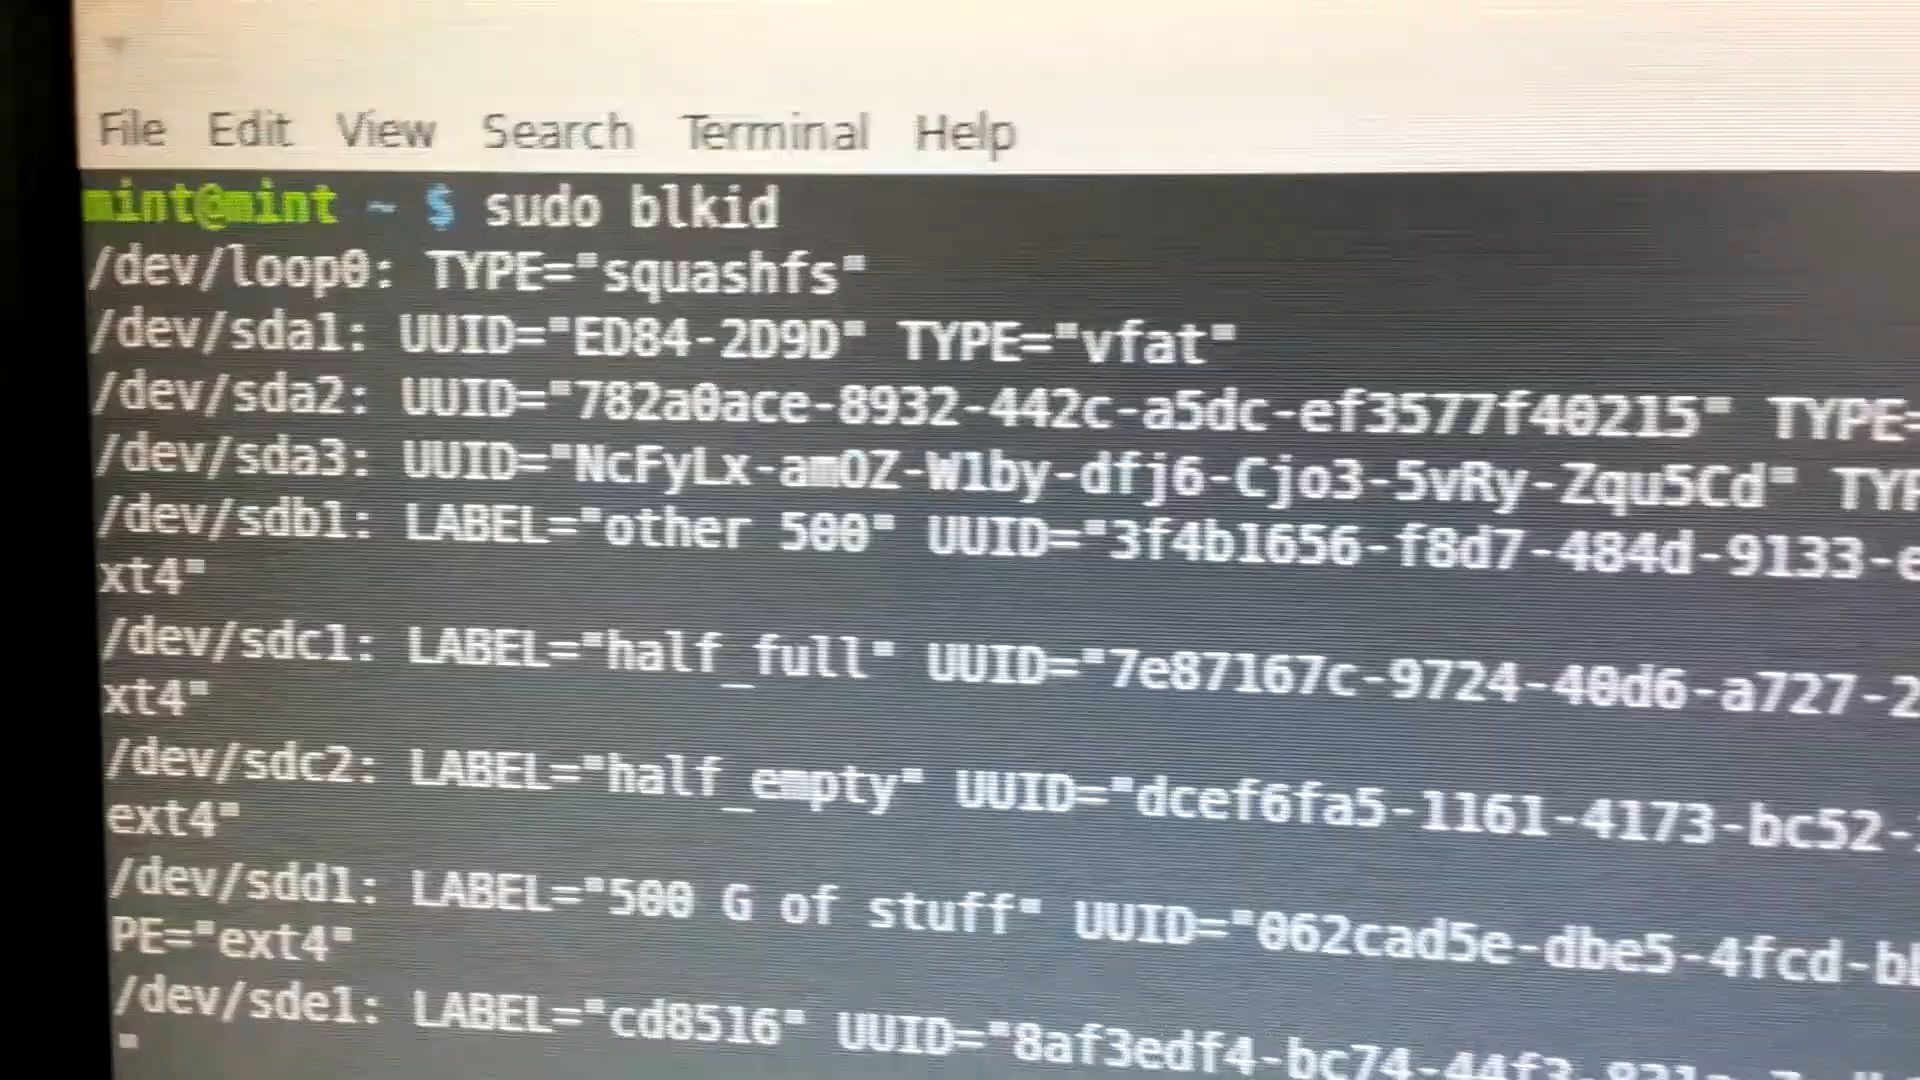 File Edit View Search Terminal Help
mint@mint ~ $ sudo blkid
/dev/loop0: TYPE="squashfs"
/dev/sda1: UUID="ED84-2D9D" TYPE="vfat"
/dev/sda2: UUID="782a0ace-8932-442c-a5dc-ef3577f40215" TYPE=
/dev/sda3: UUID="NcFyLx-amOZ-W1by-dfj6-Cjo3-5vRy-Zqu5Cd" TYP
/dev/sdb1: LABEL="other 500" UUID="3f4b1656-f8d7-484d-9133-e
xt4"
/dev/sdc1: LABEL="half_full" UUID="7e87167c-9724-40d6-a727-2
xt4"
/dev/sdc2: LABEL="half_empty" UUID="dcef6fa5-1161-4173-bc52-
ext4"
/dev/sdd1: LABEL="500 G of stuff" UUID="062cad5e-dbe5-4fcd-b
PE="ext4"
/dev/sde1: LABEL="cd8516" UUID="8af3edf4-bc74-44f3-
"